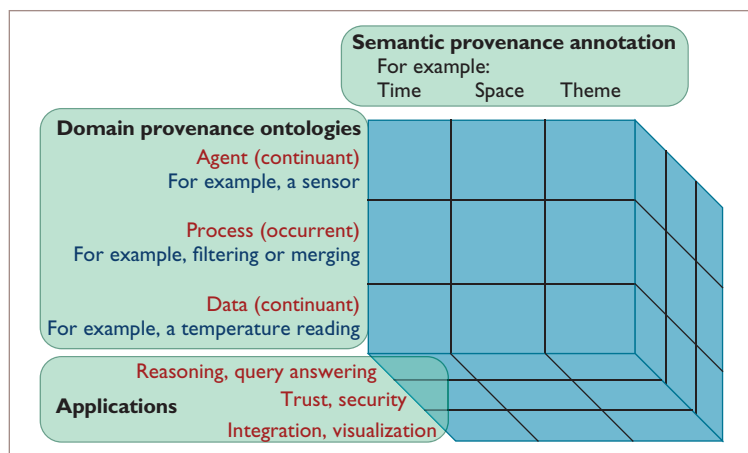 Semantic provenance annotation
For example:
Time Space Theme
Domain provenance ontologies
Agent (continuant)
For example, a sensor
Process (occurrent)
For example, filtering or merging
Data (continuant)
For example, a temperature reading
Reasoning, query answering
Applications
Trust, security
Integration, visualization